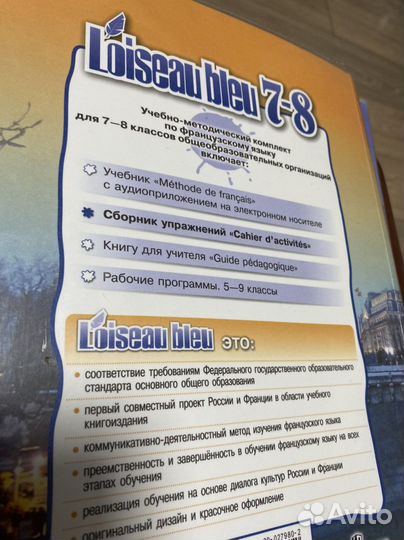 L'oiseau bleu 7-8
Учебно-методический комплект
по французскому языку
для 7—8 классов общеобразовательных организаций
включает:
Учебник «Méthode de français»
с аудиоприложением на электронном носителе
Сборник упражнений «Cahier d'activités»
Книгу для учителя «Guide pédagogique»
Рабочие программы. 5—9 классы
L'oiseau bleu ЭТО:
• соответствие требованиям Федерального государственного образовательного
стандарта основного общего образования
• первый совместный проект России и Франции в области учебного
книгоиздания
• коммуникативно-деятельностный метод изучения французского языка
• преемственность и завершённость в обучении французскому языку на всех
этапах обучения
• реализация обучения на основе диалога культур России и Франции
• оригинальный дизайн и красочное оформление
-027980-2
Avito